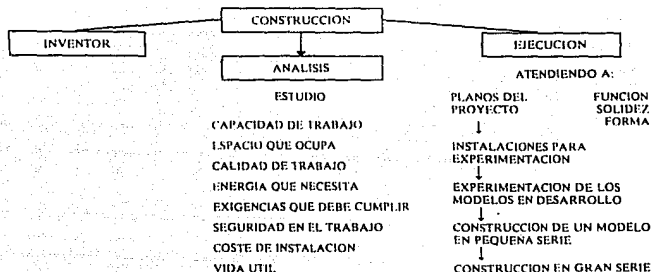 CONSTRUCCION
INVENTOR
EJECUCION
ANALISIS
ATENDIENDO A:
ESTUDIO
CAPACIDAD DE TRABAJO
ESPACIO QUE OCUPA
CALIDAD DE TRABAJO
ENERGIA QUE NECESITA
EXIGENCIAS QUE DEBE CUMPLIR
SEGURIDAD EN EL TRABAJO
COSTE DE INSTALACION
VIDA UTIL
PLANOS DEL
PROYECTO
FUNCION
SOLIDEZ
FORMA
INSTALACIONES PARA
EXPERIMENTACION
EXPERIMENTACION DE LOS
MODELOS EN DESARROLLO
CONSTRUCCION DE UN MODELO
EN PEQUEÑA SERIE
CONSTRUCCION EN GRAN SERIE